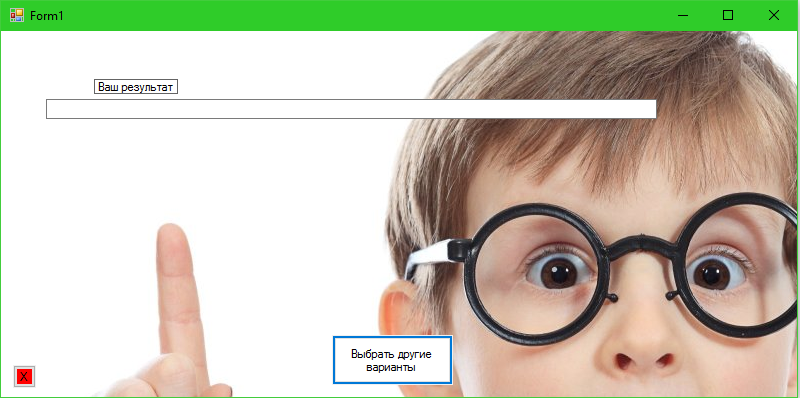 Form1
Ваш результат
Выбрать другие
варианты
X